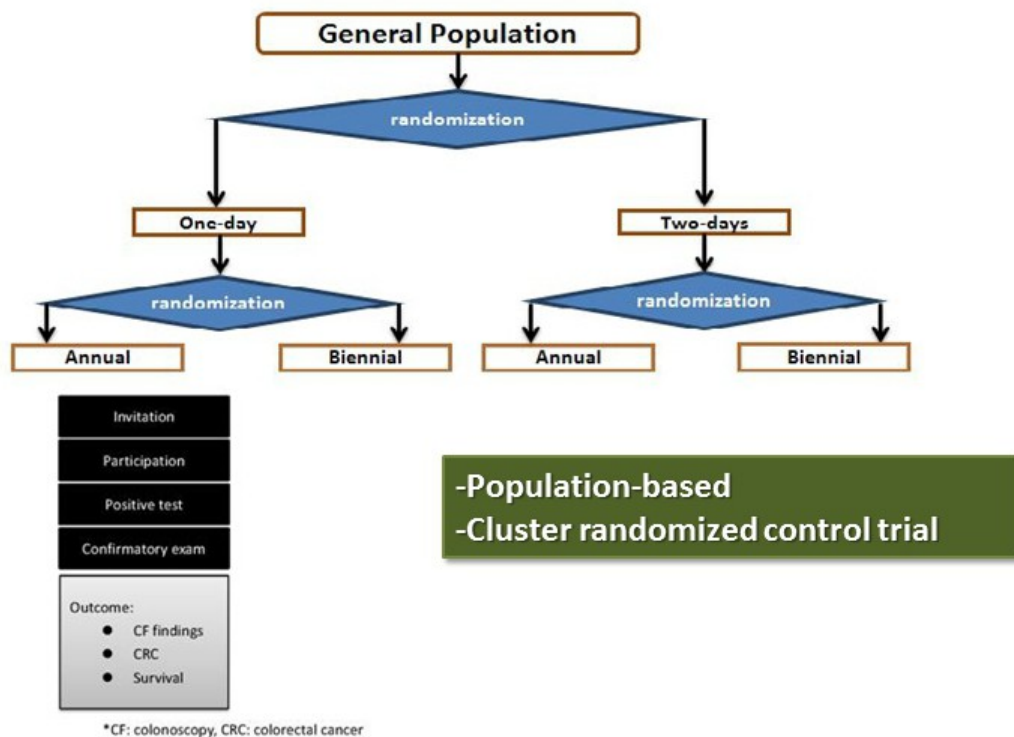 General Population
randomization
One-day
Two-days
randomization
randomization
Annual
Biennial
Annual
Biennial
Invitation
Participation
Positive test
Confirmatory exam
-Population-based
-Cluster randomized control trial
Outcome:
● CF findings
● CRC
● Survival
*CF: colonoscopy, CRC: colorectal cancer